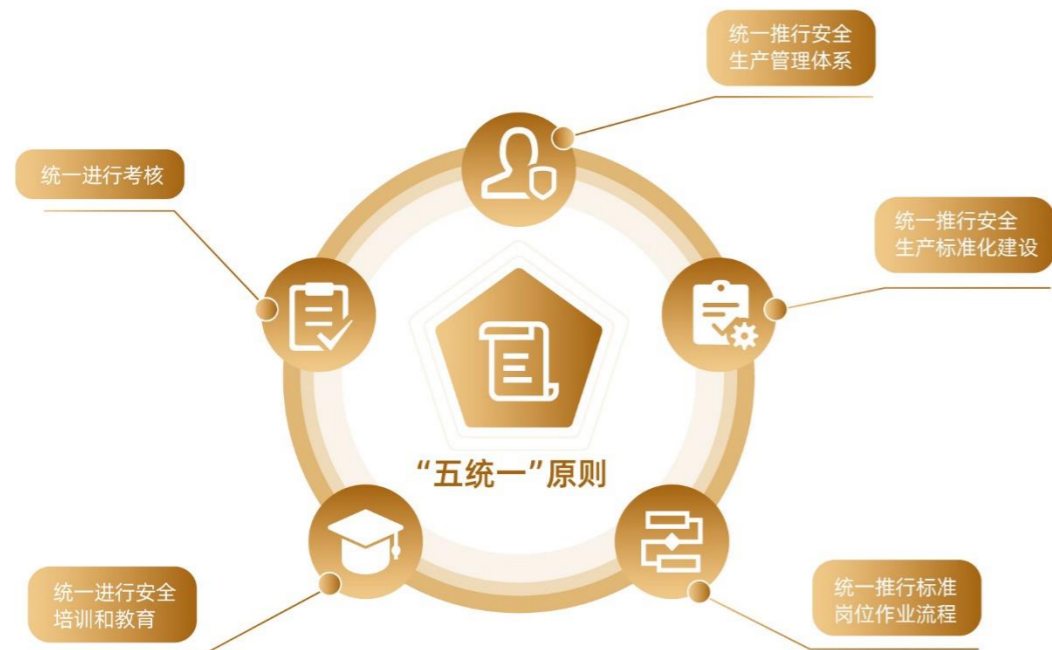 统一推行安全
生产管理体系
统一进行考核
统一推行安全
生产标准化建设
“五统一”原则
统一进行安全
培训和教育
统一推行标准
岗位作业流程